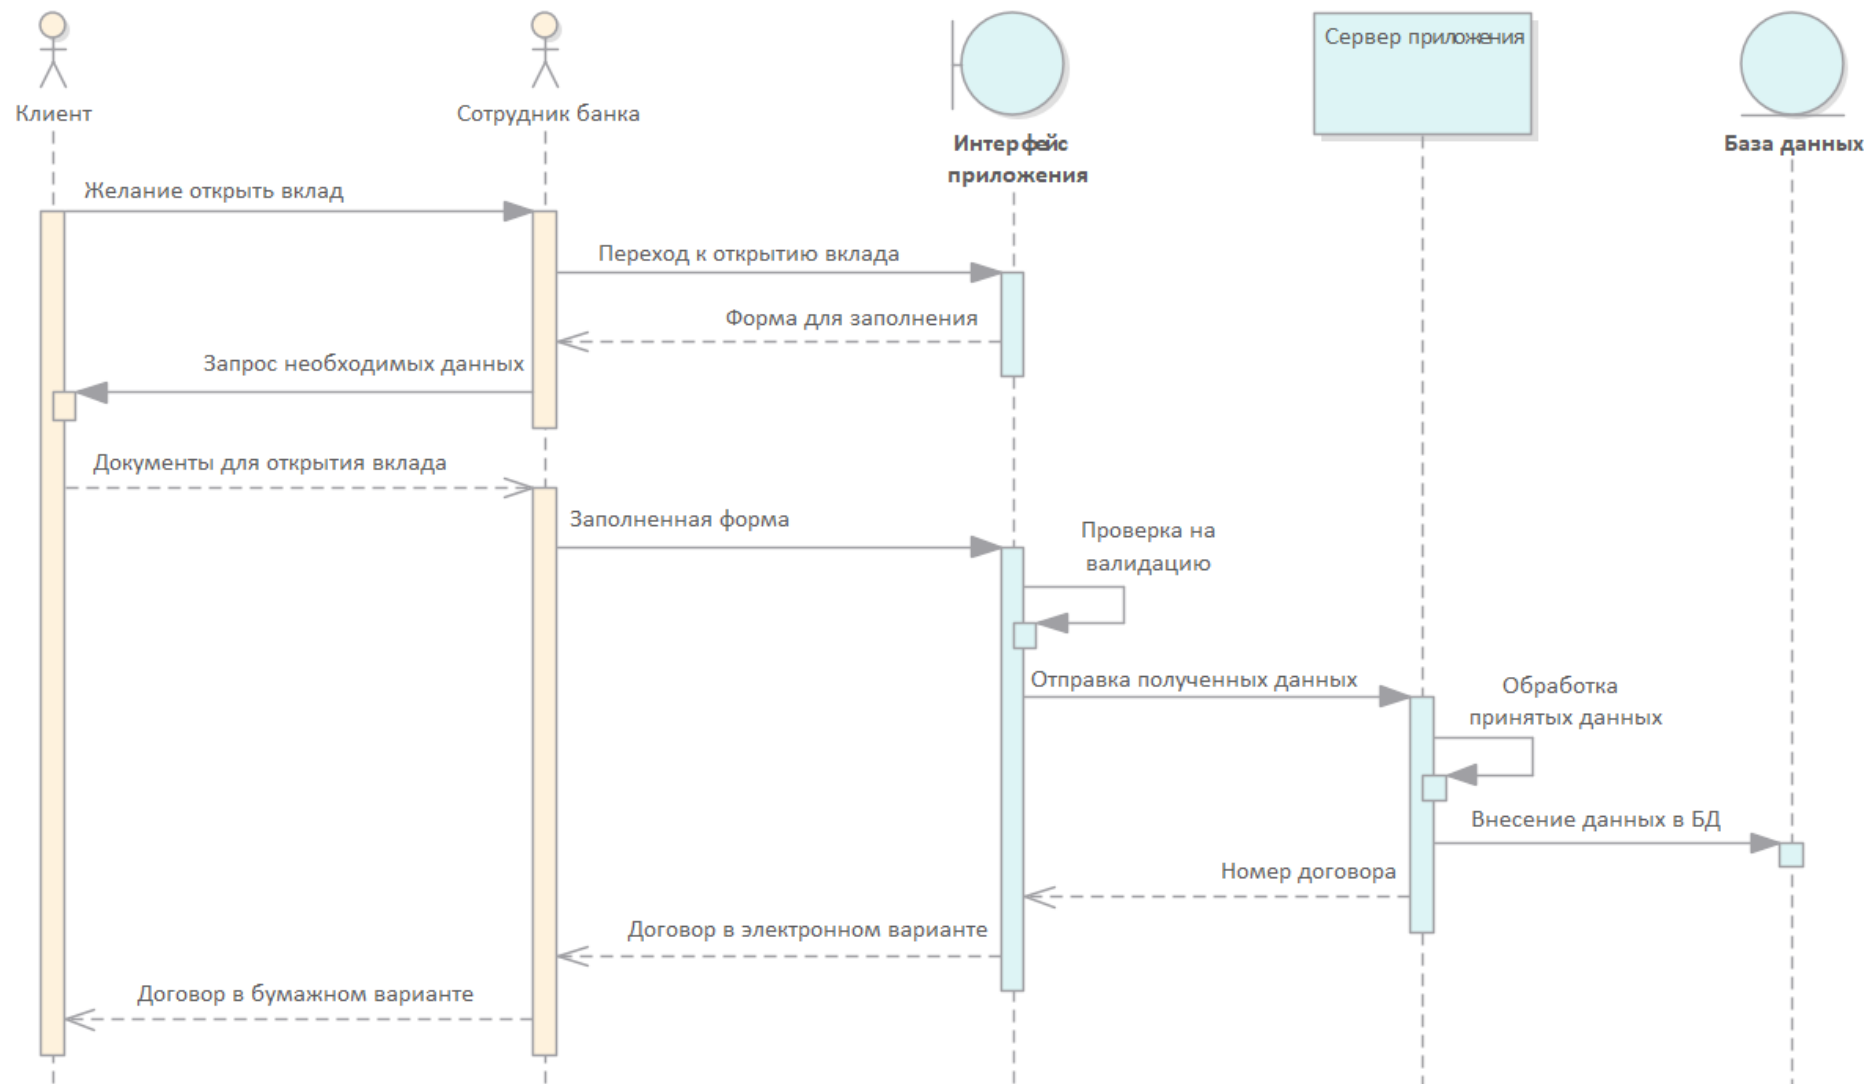 Клиент
Сотрудник банка
Интерфейс
приложения
Сервер приложения
База данных
Желание открыть вклад
Переход к открытию вклада
Форма для заполнения
Запрос необходимых данных
Документы для открытия вклада
Заполненная форма
Проверка на
валидацию
Отправка полученных данных
Обработка
принятых данных
Внесение данных в БД
Номер договора
Договор в электронном варианте
Договор в бумажном варианте